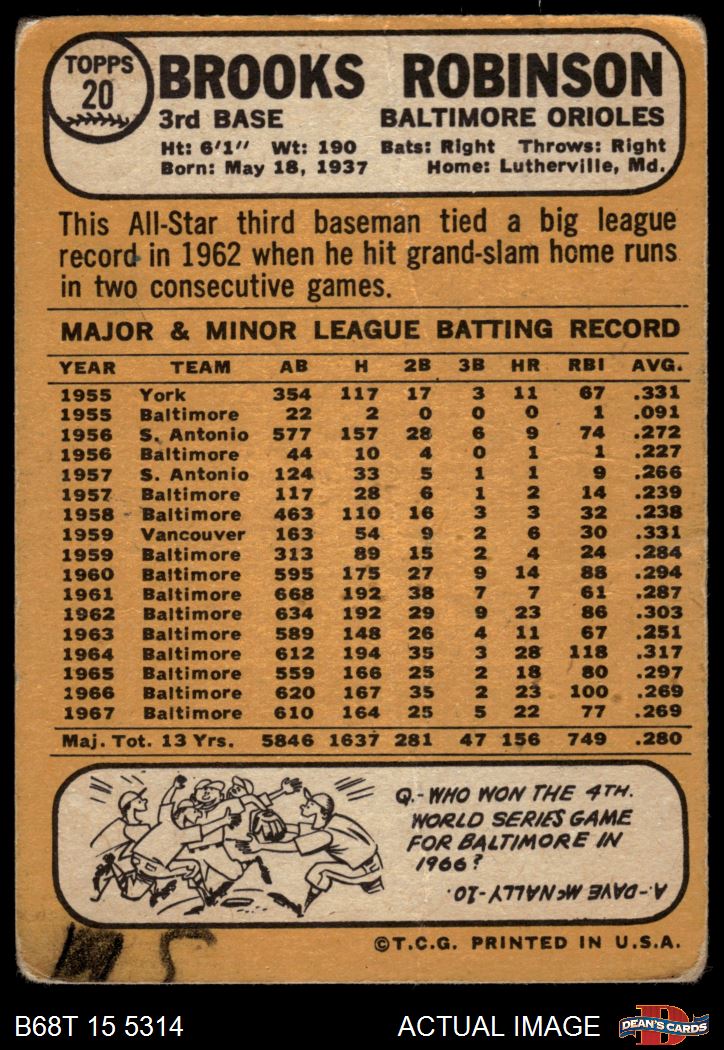 TOPPS
20
BROOKS ROBINSON
3rd BASE BALTIMORE ORIOLES
Ht: 6'1" Wt: 190 Bats: Right Throws: Right
Born: May 18, 1937 Home: Lutherville, Md.
This All-Star third baseman tied a big league
record in 1962 when he hit grand-slam home runs
in two consecutive games.
MAJOR & MINOR LEAGUE BATTING RECORD
YEAR TEAM AB H 2B 3B HR RBI AVG.
1955 York 354 117 17 3 11 67 .331
1955 Baltimore 22 2 0 0 0 1 .091
1956 S. Antonio 577 157 28 6 9 74 .272
1956 Baltimore 44 10 4 0 1 1 .227
1957 S. Antonio 124 33 5 1 1 9 .266
1957 Baltimore 117 28 6 1 2 14 .239
1958 Baltimore 463 110 16 3 3 32 .238
1959 Vancouver 163 54 9 2 6 30 .331
1959 Baltimore 313 89 15 2 4 24 .284
1960 Baltimore 595 175 27 9 14 88 .294
1961 Baltimore 668 192 38 7 7 61 .287
1962 Baltimore 634 192 29 9 23 86 .303
1963 Baltimore 589 148 26 4 11 67 .251
1964 Baltimore 612 194 35 3 28 118 .317
1965 Baltimore 559 166 25 2 18 80 .297
1966 Baltimore 620 167 35 2 23 100 .269
1967 Baltimore 610 164 25 5 22 77 .269
Maj. Tot. 13 Yrs. 5846 1637 281 47 156 749 .280
Q.-WHO WON THE 4TH.
WORLD SERIES GAME
FOR BALTIMORE IN
1966?
A.-DAVE McNALLY-10.
©T.C.G. PRINTED IN U.S.A.
B68T 15 5314 ACTUAL IMAGE DEAN'S CARDS